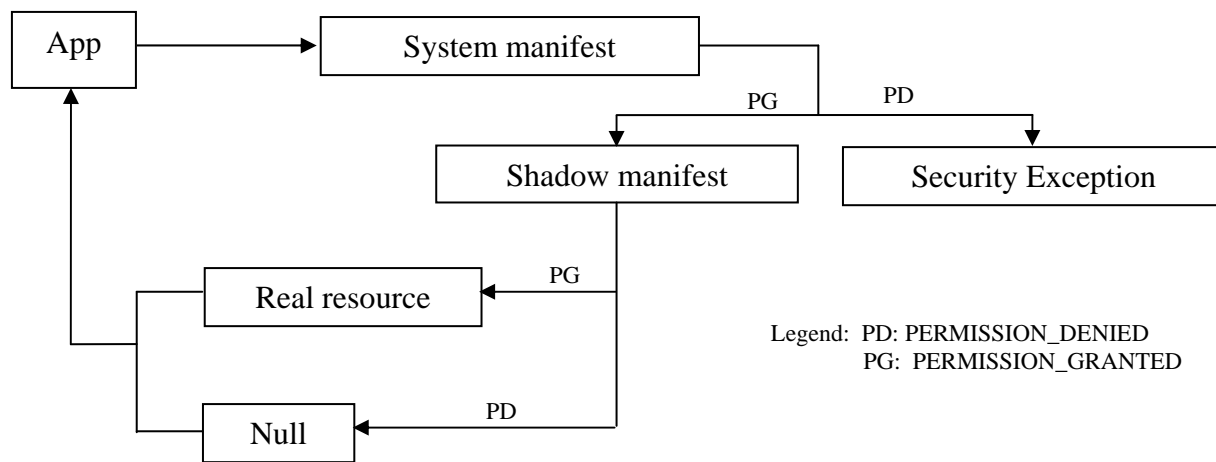 App
System manifest
PG
PD
Shadow manifest
Security Exception
PG
Real resource
Legend: PD: PERMISSION_DENIED
PG: PERMISSION_GRANTED
PD
Null